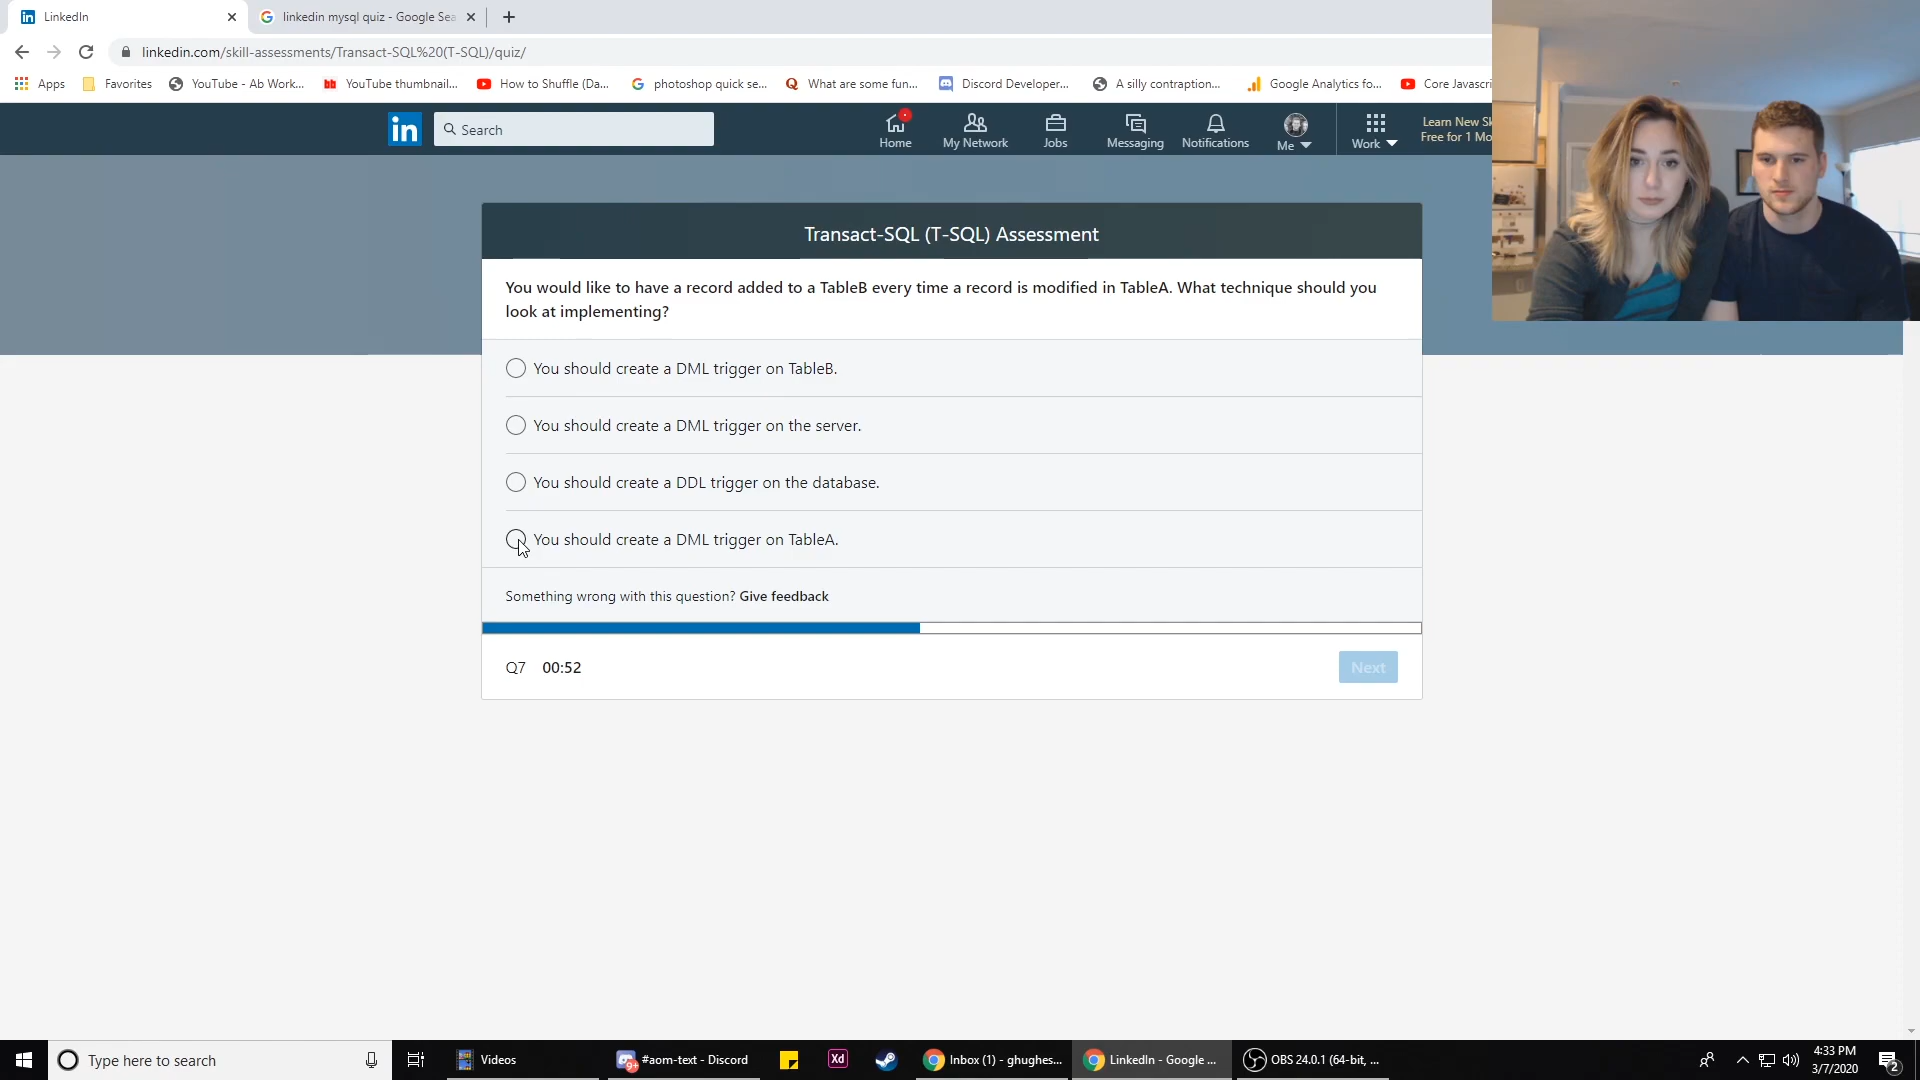 LinkedIn
linkedin mysql quiz - Google Sea
linkedin.com/skill-assessments/Transact-SQL%20(T-SQL)/quiz/
Apps
Favorites
YouTube - Ab Work...
YouTube thumbnail...
How to Shuffle (Da...
photoshop quick se...
What are some fun...
Discord Developer...
A silly contraption...
Google Analytics fo...
Core Javascri
in
Search
Home
My Network
Jobs
Messaging
Notifications
Me
Work
Learn New Sk
Free for 1 Mo
Transact-SQL (T-SQL) Assessment
You would like to have a record added to a TableB every time a record is modified in TableA. What technique should you
look at implementing?
You should create a DML trigger on TableB.
You should create a DML trigger on the server.
You should create a DDL trigger on the database.
You should create a DML trigger on TableA.
Something wrong with this question? Give feedback
Q7 00:52
Next
Type here to search
Videos
9+
#aom-text - Discord
Xd
Inbox (1) - ghughes...
LinkedIn - Google ...
OBS 24.0.1 (64-bit, ...
4:33 PM
3/7/2020
2